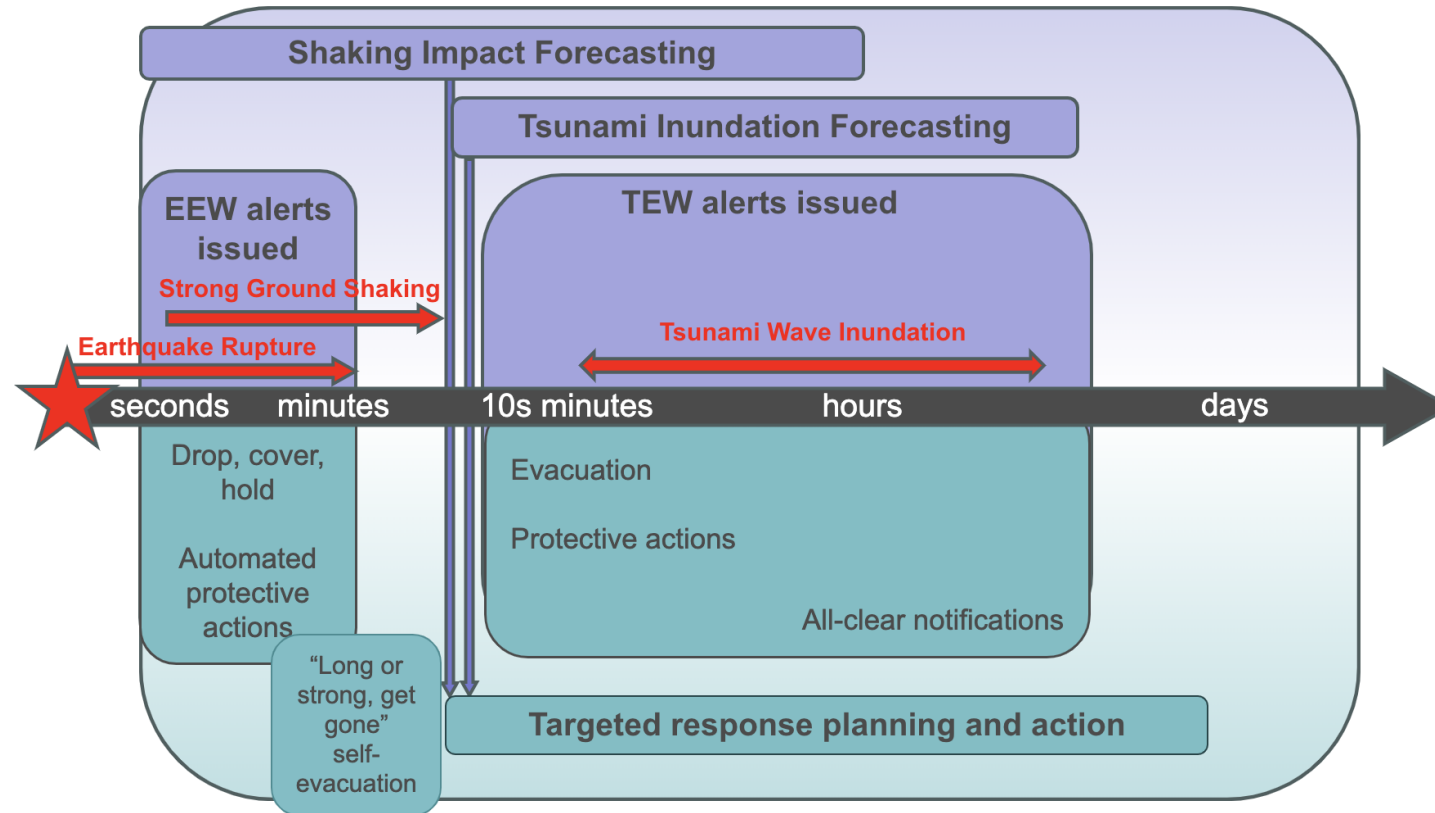 Shaking Impact Forecasting
Tsunami Inundation Forecasting
EEW alerts
issued
TEW alerts issued
Strong Ground Shaking
Earthquake Rupture
Tsunami Wave Inundation
seconds minutes 10s minutes hours days
Drop, cover,
hold
Automated
protective
actions
Evacuation
Protective actions
All-clear notifications
“Long or
strong, get
gone”
self-
evacuation
Targeted response planning and action